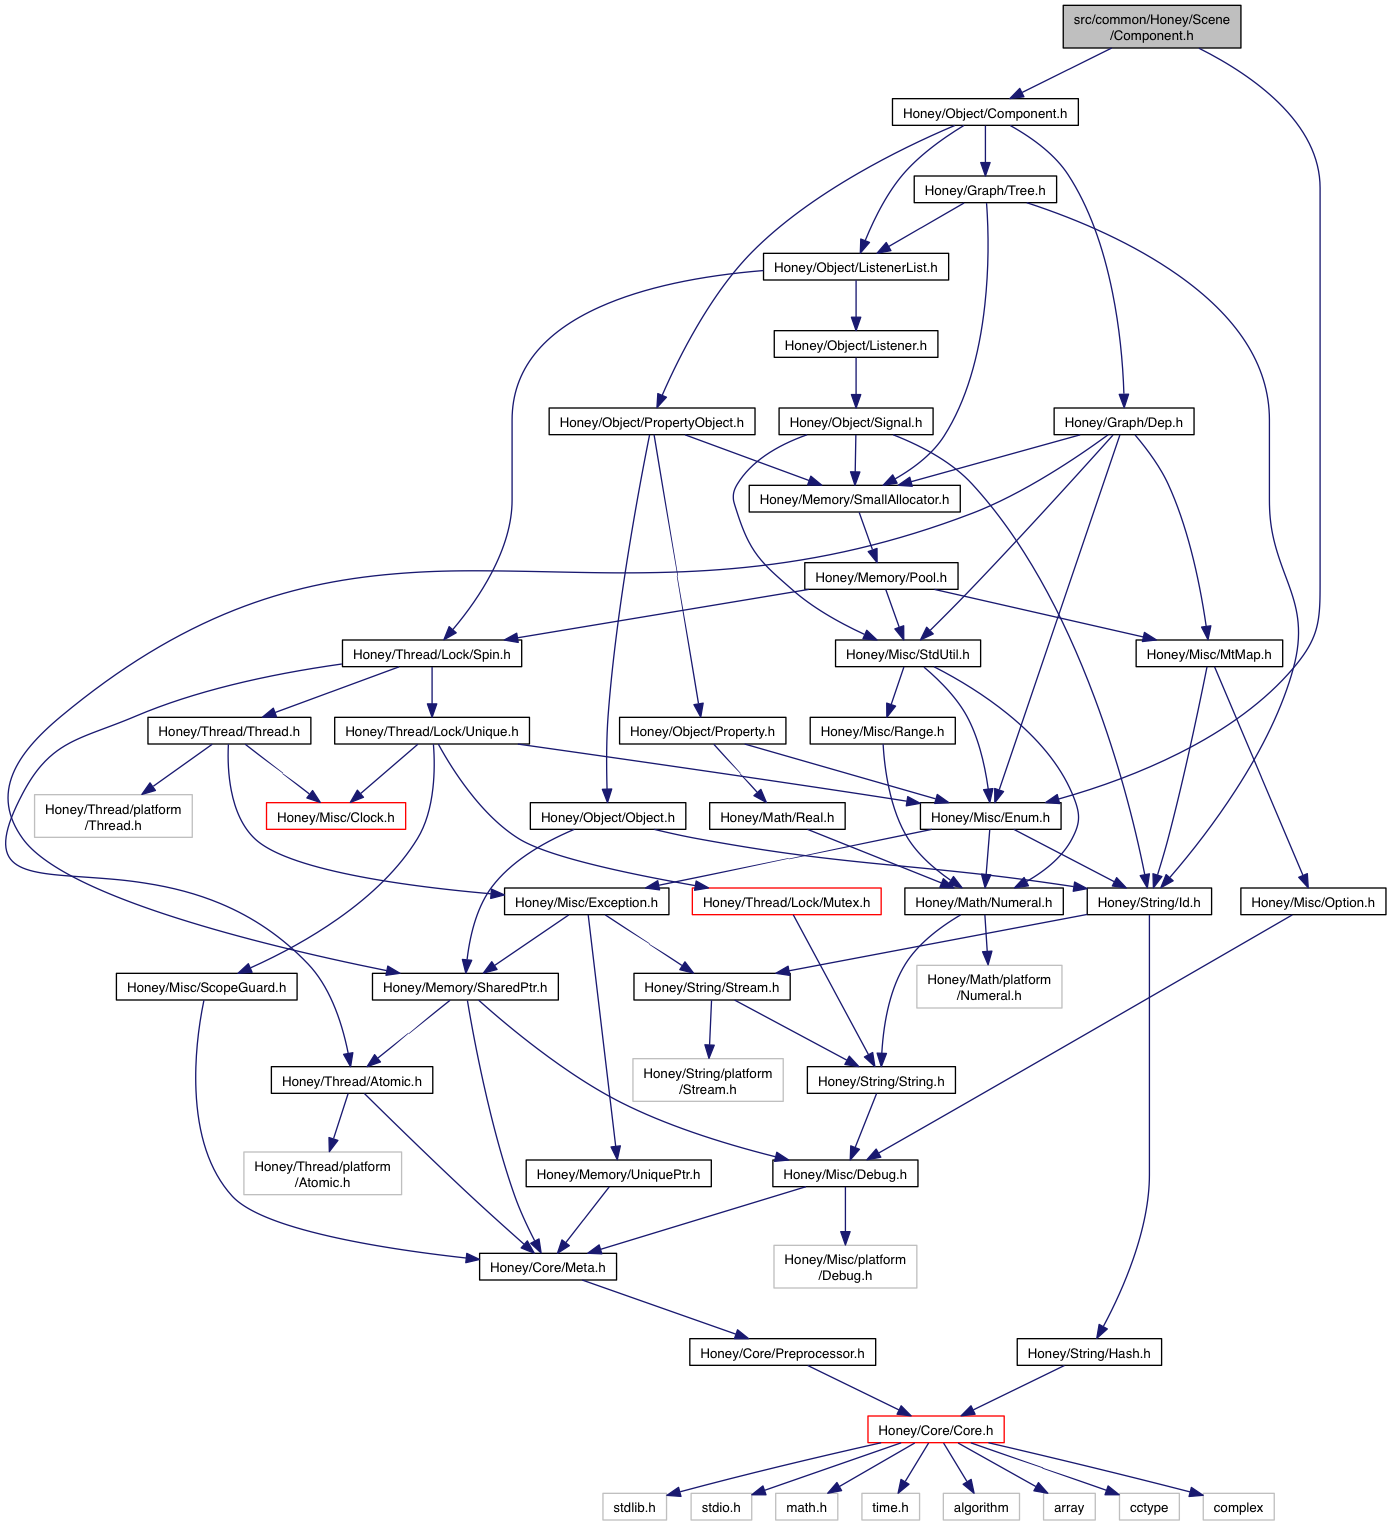 src/common/Honey/Scene
/Component.h
Honey/Object/Component.h
Honey/Graph/Tree.h
Honey/Object/ListenerList.h
Honey/Object/Listener.h
Honey/Object/PropertyObject.h
Honey/Object/Signal.h
Honey/Graph/Dep.h
Honey/Memory/SmallAllocator.h
Honey/Memory/Pool.h
Honey/Thread/Lock/Spin.h
Honey/Misc/StdUtil.h
Honey/Misc/MtMap.h
Honey/Thread/Thread.h
Honey/Thread/Lock/Unique.h
Honey/Object/Property.h
Honey/Misc/Range.h
Honey/Thread/platform
/Thread.h
Honey/Misc/Clock.h
Honey/Object/Object.h
Honey/Math/Real.h
Honey/Misc/Enum.h
Honey/Misc/Exception.h
Honey/Thread/Lock/Mutex.h
Honey/Math/Numeral.h
Honey/String/Id.h
Honey/Misc/Option.h
Honey/Misc/ScopeGuard.h
Honey/Memory/SharedPtr.h
Honey/String/Stream.h
Honey/Math/platform
/Numeral.h
Honey/Thread/Atomic.h
Honey/String/platform
/Stream.h
Honey/String/String.h
Honey/Thread/platform
/Atomic.h
Honey/Memory/UniquePtr.h
Honey/Misc/Debug.h
Honey/Core/Meta.h
Honey/Misc/platform
/Debug.h
Honey/Core/Preprocessor.h
Honey/String/Hash.h
Honey/Core/Core.h
stdlib.h
stdio.h
math.h
time.h
algorithm
array
cctype
complex